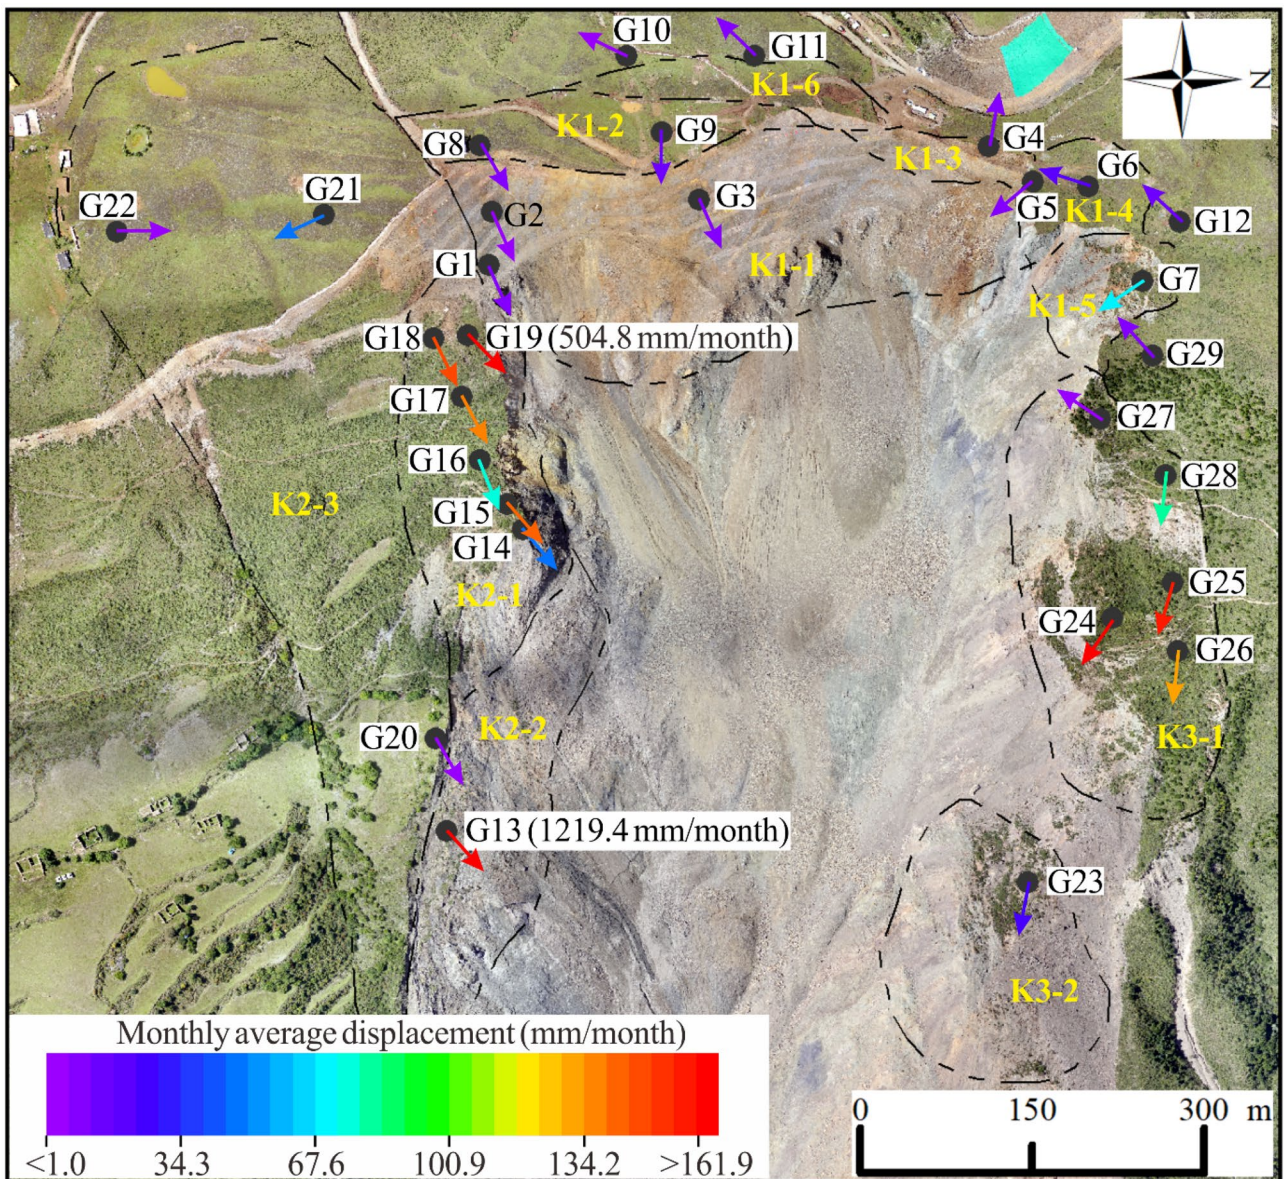 G10
G11
N
K1-6
K1-2
G8
G9
G4
K1-3
G6
G21
G22
G2
G3
G5
K1-4
G12
G1
K1-1
G7
K1-5
G18
G19 (504.8 mm/month)
G29
G17
G27
G16
G28
K2-3
G15
G14
K2-1
G25
G24
G26
K2-2
G20
K3-1
G13 (1219.4 mm/month)
G23
K3-2
Monthly average displacement (mm/month)
<1.0 34.3 67.6 100.9 134.2 >161.9
0 150 300 m